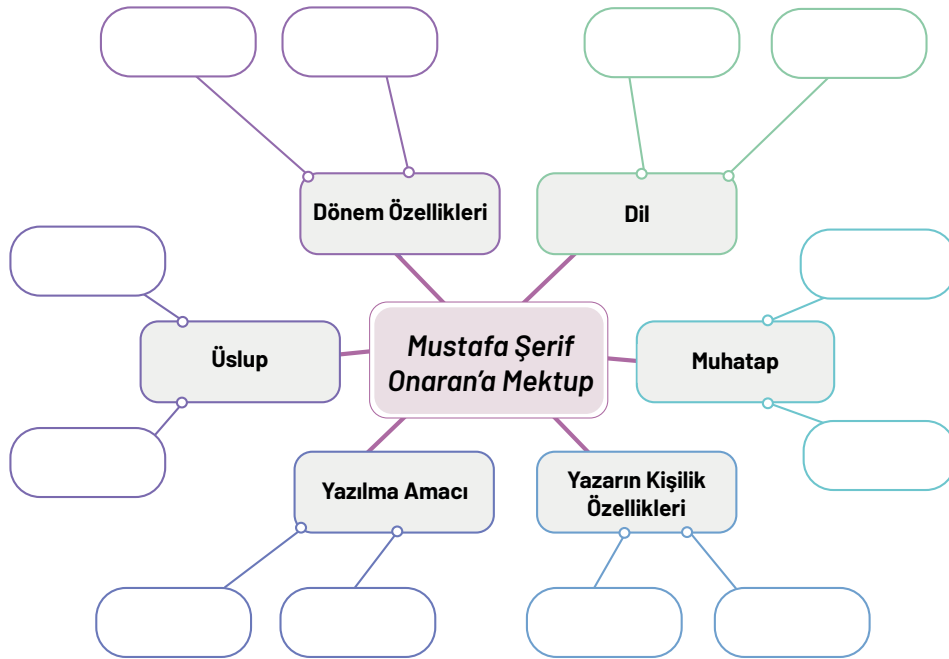 Dönem Özellikleri
Dil
Üslup
Mustafa Şerif
Onaran’a Mektup
Muhatap
Yazılma Amacı
Yazarın Kişilik
Özellikleri